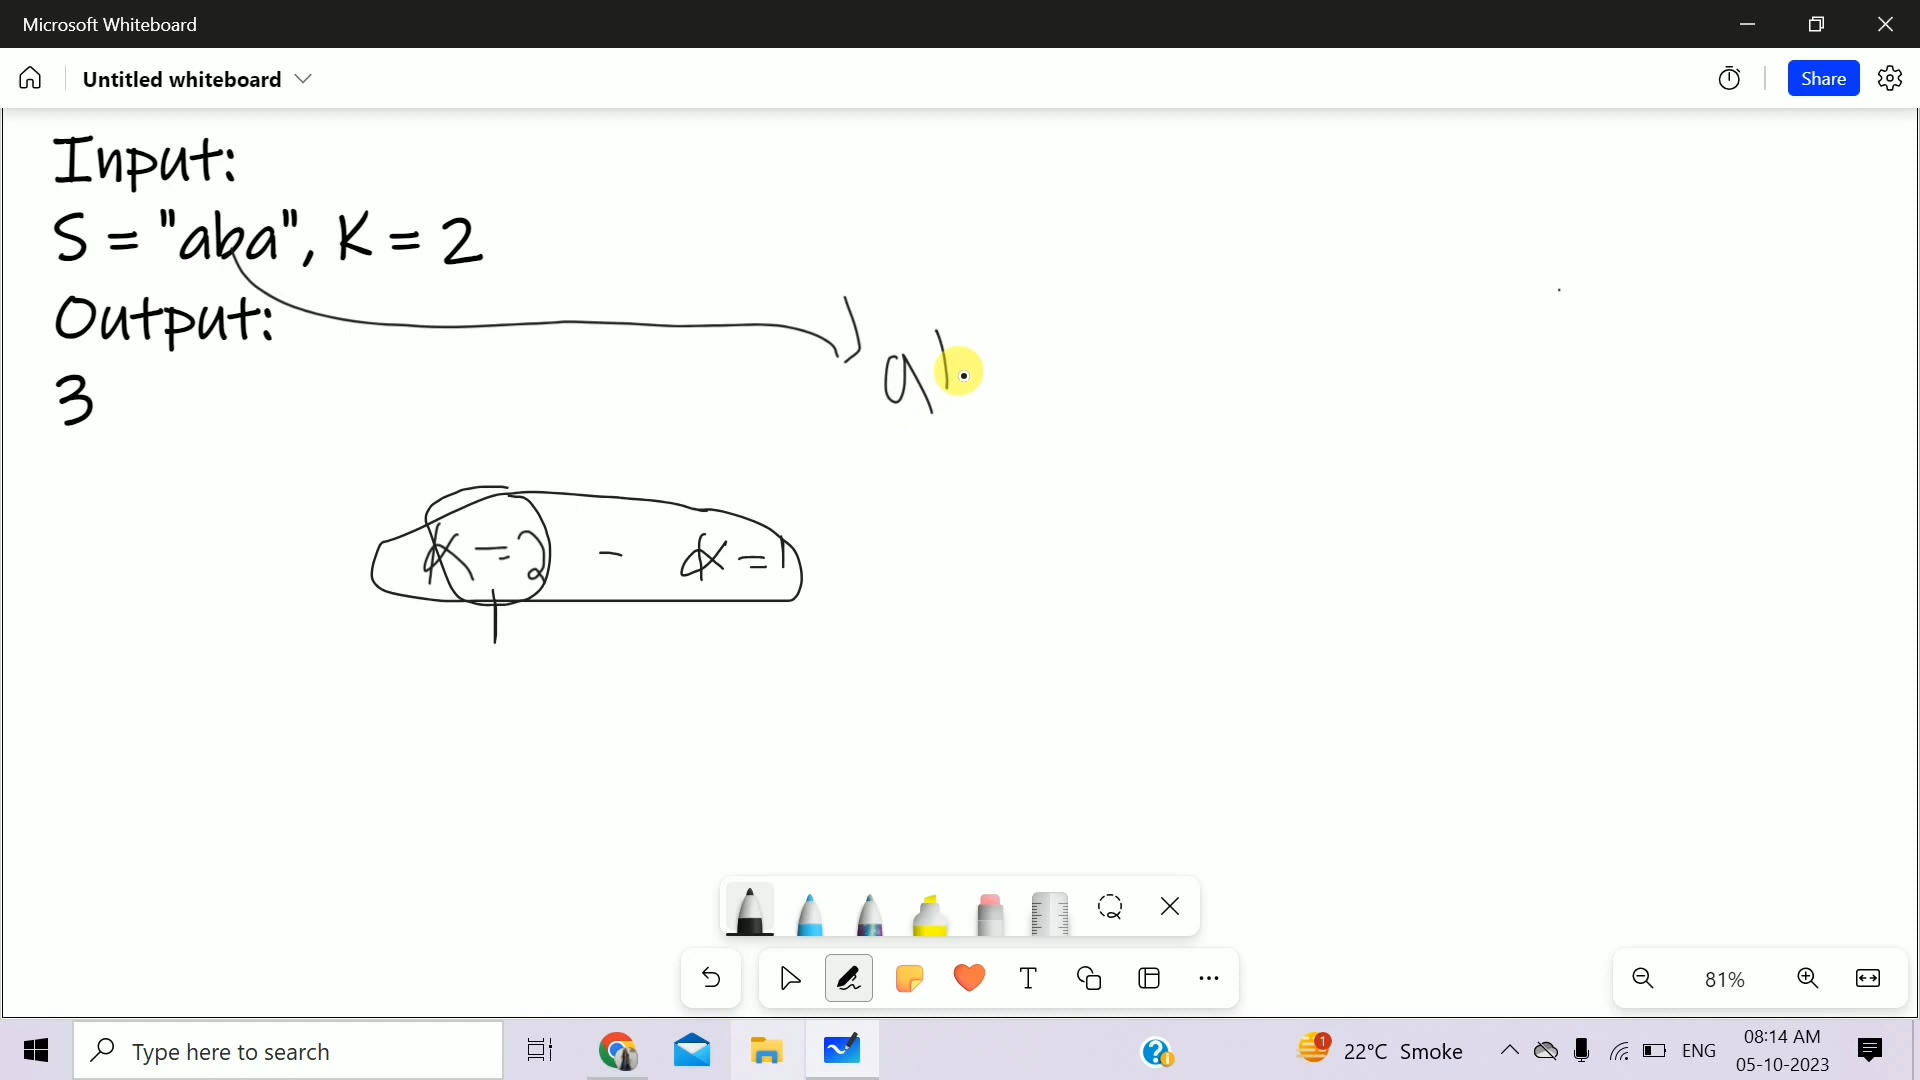 Microsoft Whiteboard
Untitled whiteboard
Share
Input:
S = "aba", K = 2
Output:
3
a
K=2 - K=1
T
81%
Type here to search
1
22°C Smoke
ENG
08:14 AM
05-10-2023